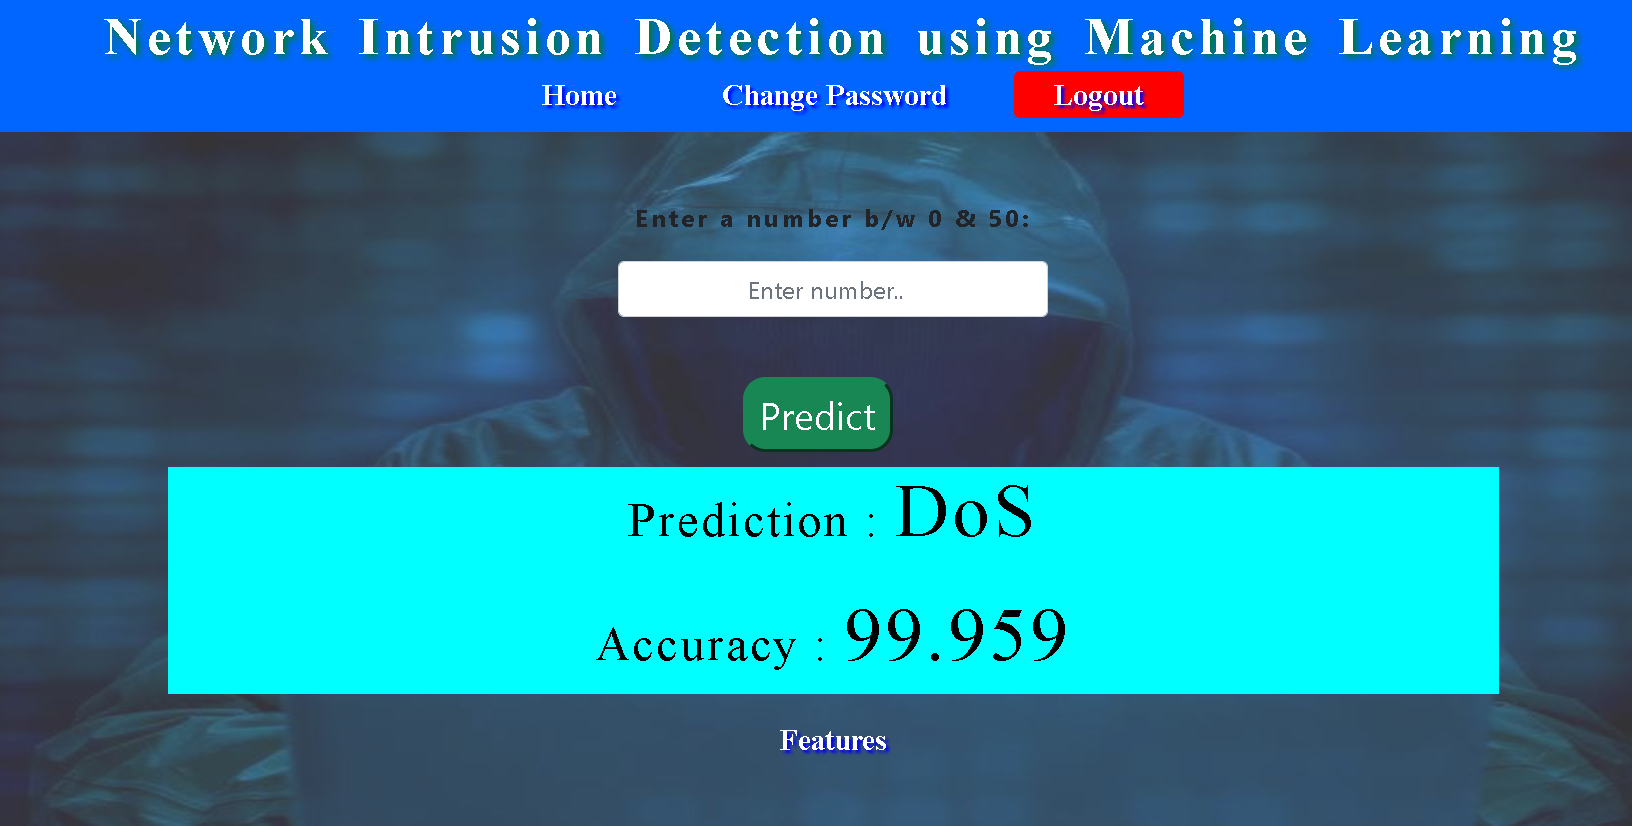 Network Intrusion Detection using Machine Learning
Home Change Password Logout
Enter a number b/w 0 & 50:
Enter number..
Predict
Prediction : DoS
Accuracy : 99.959
Features